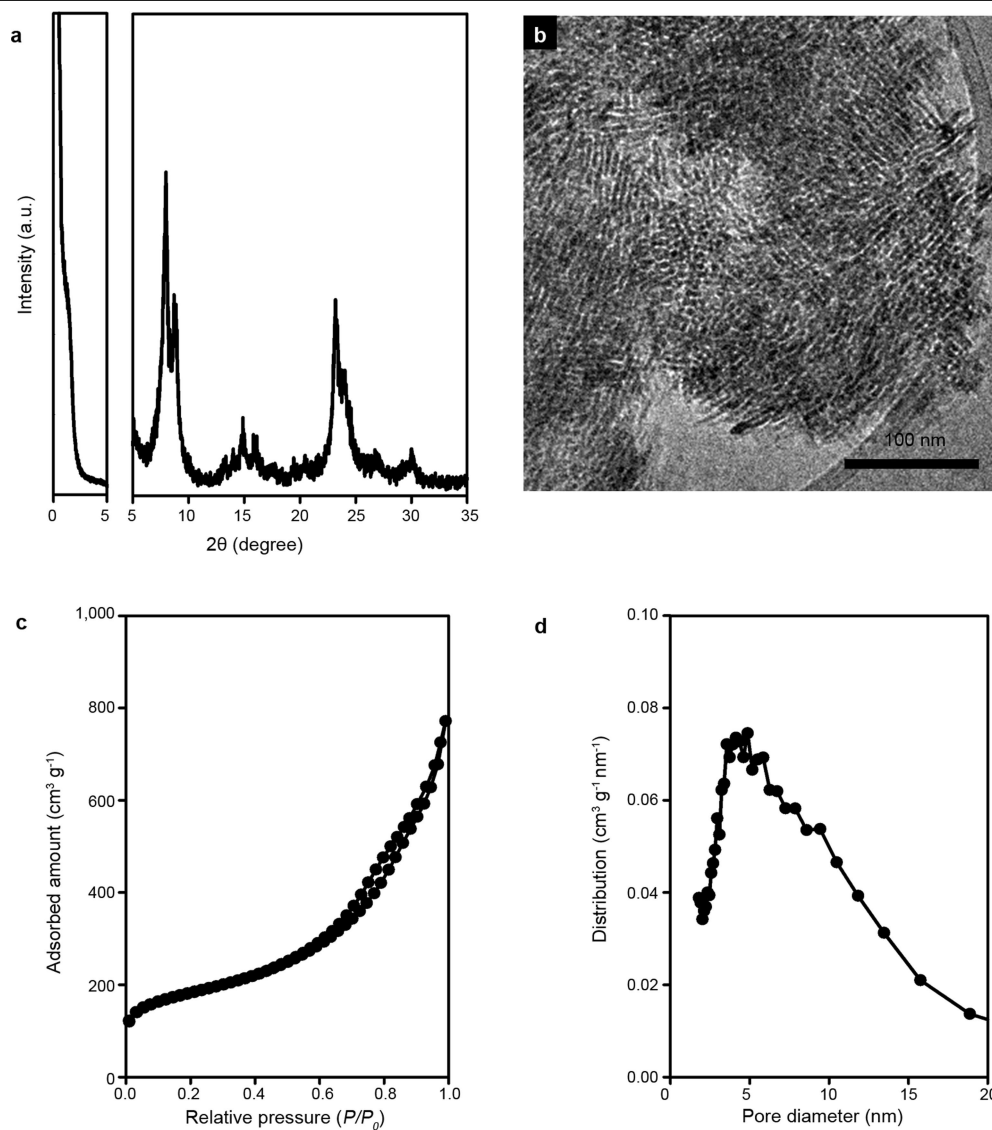 a
Intensity (a.u.)
0 5 5 10 15 20 25 30 35
2θ (degree)
b
100 nm
c
1,000
800
600
400
200
0
Adsorbed amount (cm³ g⁻¹)
0.0 0.2 0.4 0.6 0.8 1.0
Relative pressure (P/P₀)
d
0.10
0.08
0.06
0.04
0.02
0.00
Distribution (cm³ g⁻¹ nm⁻¹)
0 5 10 15 20
Pore diameter (nm)